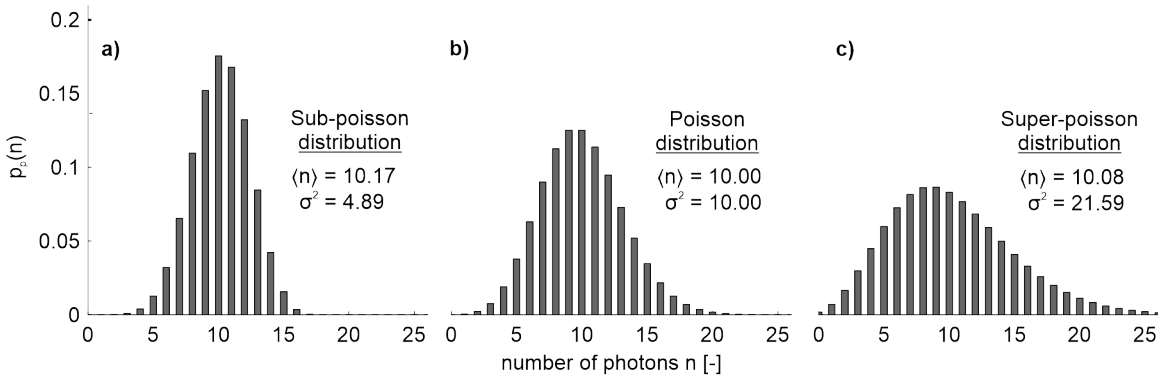 a)
b)
c)
0.2
0.15
0.1
0.05
0
pₚ(n)
Sub-poisson
distribution
⟨n⟩ = 10.17
σ² = 4.89
Poisson
distribution
⟨n⟩ = 10.00
σ² = 10.00
Super-poisson
distribution
⟨n⟩ = 10.08
σ² = 21.59
0 5 10 15 20 25
0 5 10 15 20 25
0 5 10 15 20 25
number of photons n [-]